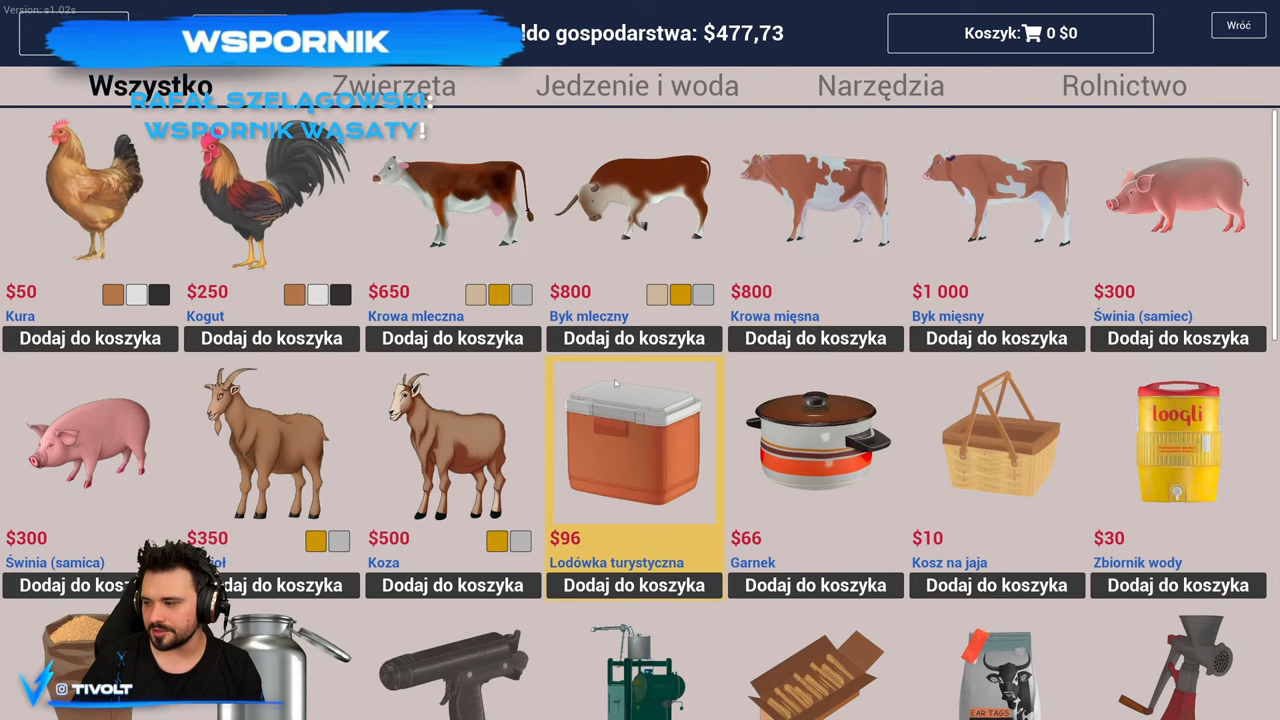 Version: s1.02s
WSPORNIK
do gospodarstwa: $477,73
Koszyk: 0 $0
Wróć
Wszystko
Zwierzęta
Jedzenie i woda
Narzędzia
Rolnictwo
RAFAŁ SZELĄGOWSKI:
WSPORNIK WĄSATY!
$50
$250
$650
$800
$800
$1 000
$300
Kura
Kogut
Krowa mleczna
Byk mleczny
Krowa mięsna
Byk mięsny
Świnia (samiec)
Dodaj do koszyka
Dodaj do koszyka
Dodaj do koszyka
Dodaj do koszyka
Dodaj do koszyka
Dodaj do koszyka
Dodaj do koszyka
looqli
$300
$350
$500
$96
$66
$10
$30
Świnia (samica)
Koza
Lodówka turystyczna
Garnek
Kosz na jaja
Zbiornik wody
Dodaj do kosz
daj do koszyka
Dodaj do koszyka
Dodaj do koszyka
Dodaj do koszyka
Dodaj do koszyka
Dodaj do koszyka
TIVOLT
EAR TAGS